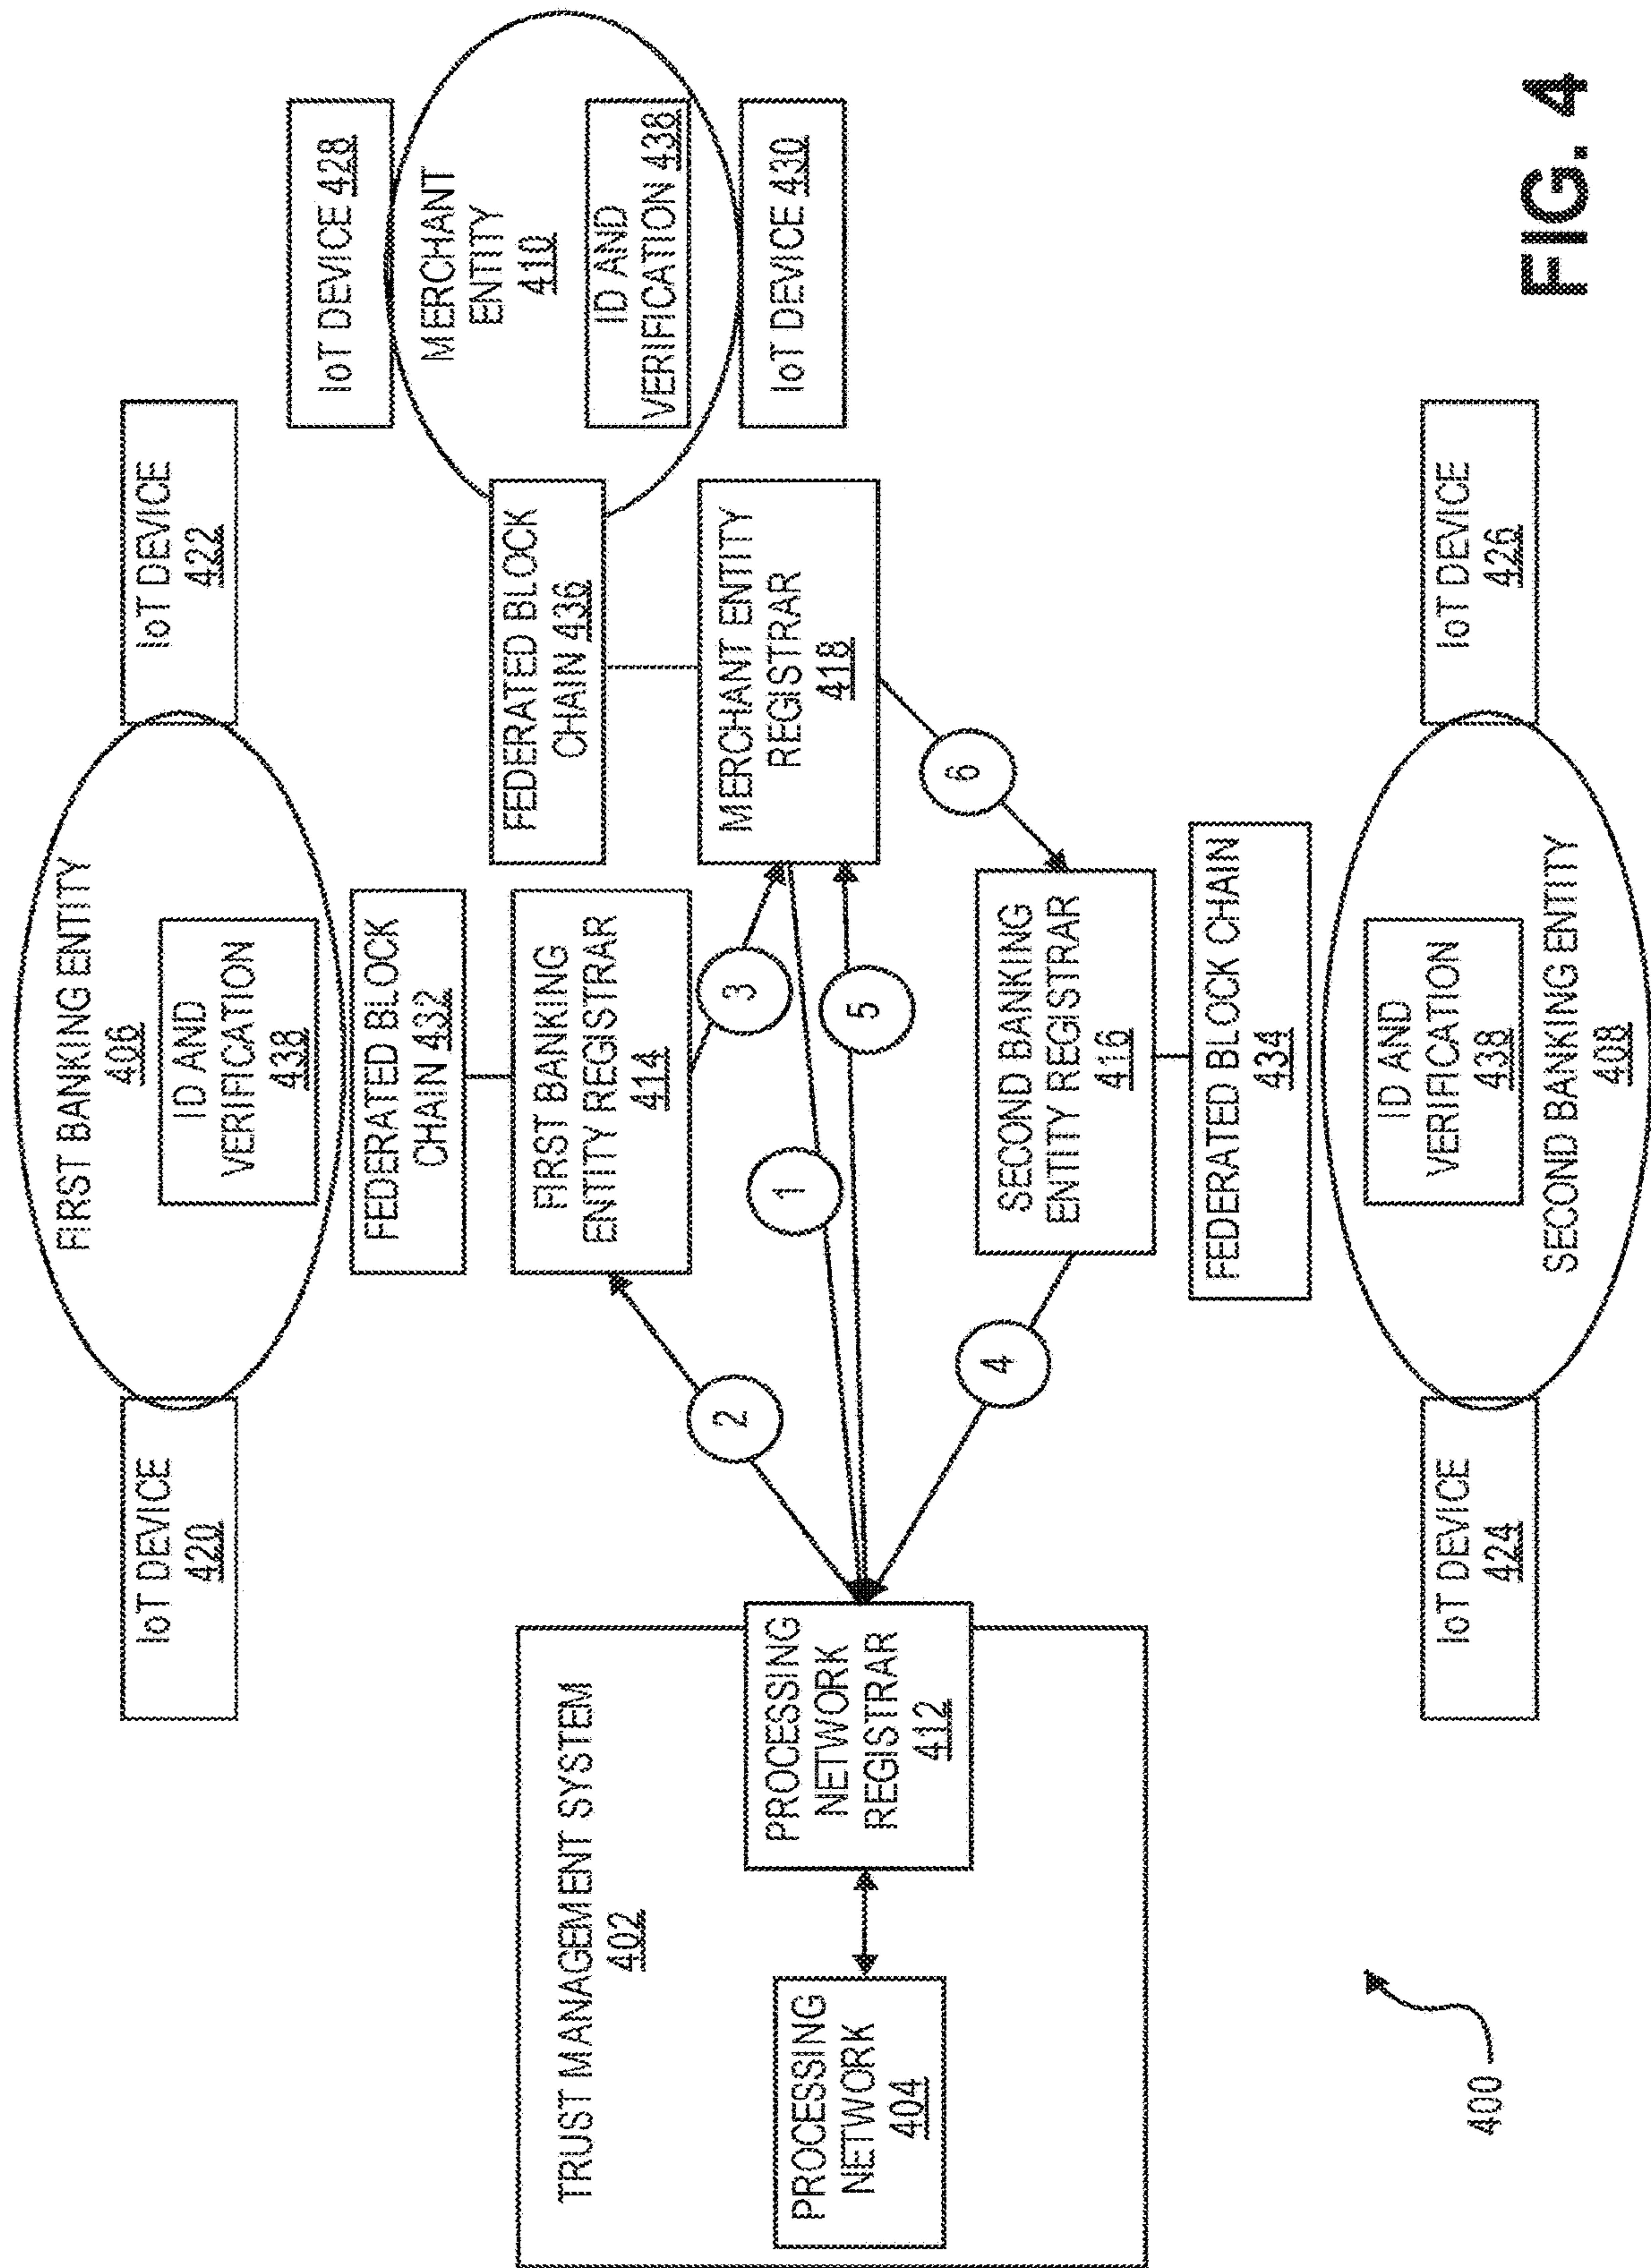 FIRST BANKING ENTITY
406
ID AND
VERIFICATION
438
IoT DEVICE
420
IoT DEVICE
422
FEDERATED BLOCK
CHAIN 432
FIRST BANKING
ENTITY REGISTRAR
414
IoT DEVICE 428
MERCHANT
ENTITY
410
ID AND
VERIFICATION 438
IoT DEVICE 430
FEDERATED BLOCK
CHAIN 436
MERCHANT ENTITY
REGISTRAR
418
TRUST MANAGEMENT SYSTEM
402
PROCESSING
NETWORK
404
PROCESSING
NETWORK
REGISTRAR
412
2
3
1
5
4
6
SECOND BANKING
ENTITY REGISTRAR
416
FEDERATED BLOCK CHAIN
434
IoT DEVICE
424
ID AND
VERIFICATION
438
SECOND BANKING ENTITY
408
IoT DEVICE
426
400
FIG. 4